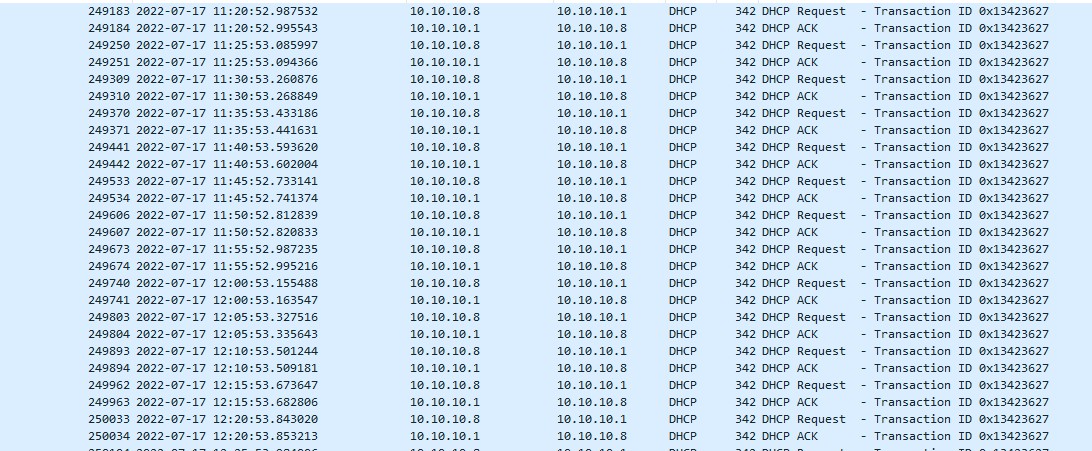 249183 2022-07-17 11:20:52.987532 10.10.10.8 10.10.10.1 DHCP 342 DHCP Request - Transaction ID 0x13423627
249184 2022-07-17 11:20:52.995543 10.10.10.1 10.10.10.8 DHCP 342 DHCP ACK - Transaction ID 0x13423627
249250 2022-07-17 11:25:53.085997 10.10.10.8 10.10.10.1 DHCP 342 DHCP Request - Transaction ID 0x13423627
249251 2022-07-17 11:25:53.094366 10.10.10.1 10.10.10.8 DHCP 342 DHCP ACK - Transaction ID 0x13423627
249309 2022-07-17 11:30:53.260876 10.10.10.8 10.10.10.1 DHCP 342 DHCP Request - Transaction ID 0x13423627
249310 2022-07-17 11:30:53.268849 10.10.10.1 10.10.10.8 DHCP 342 DHCP ACK - Transaction ID 0x13423627
249370 2022-07-17 11:35:53.433186 10.10.10.8 10.10.10.1 DHCP 342 DHCP Request - Transaction ID 0x13423627
249371 2022-07-17 11:35:53.441631 10.10.10.1 10.10.10.8 DHCP 342 DHCP ACK - Transaction ID 0x13423627
249441 2022-07-17 11:40:53.593620 10.10.10.8 10.10.10.1 DHCP 342 DHCP Request - Transaction ID 0x13423627
249442 2022-07-17 11:40:53.602004 10.10.10.1 10.10.10.8 DHCP 342 DHCP ACK - Transaction ID 0x13423627
249533 2022-07-17 11:45:52.733141 10.10.10.8 10.10.10.1 DHCP 342 DHCP Request - Transaction ID 0x13423627
249534 2022-07-17 11:45:52.741374 10.10.10.1 10.10.10.8 DHCP 342 DHCP ACK - Transaction ID 0x13423627
249606 2022-07-17 11:50:52.812839 10.10.10.8 10.10.10.1 DHCP 342 DHCP Request - Transaction ID 0x13423627
249607 2022-07-17 11:50:52.820833 10.10.10.1 10.10.10.8 DHCP 342 DHCP ACK - Transaction ID 0x13423627
249673 2022-07-17 11:55:52.987235 10.10.10.8 10.10.10.1 DHCP 342 DHCP Request - Transaction ID 0x13423627
249674 2022-07-17 11:55:52.995216 10.10.10.1 10.10.10.8 DHCP 342 DHCP ACK - Transaction ID 0x13423627
249740 2022-07-17 12:00:53.155488 10.10.10.8 10.10.10.1 DHCP 342 DHCP Request - Transaction ID 0x13423627
249741 2022-07-17 12:00:53.163547 10.10.10.1 10.10.10.8 DHCP 342 DHCP ACK - Transaction ID 0x13423627
249803 2022-07-17 12:05:53.327516 10.10.10.8 10.10.10.1 DHCP 342 DHCP Request - Transaction ID 0x13423627
249804 2022-07-17 12:05:53.335643 10.10.10.1 10.10.10.8 DHCP 342 DHCP ACK - Transaction ID 0x13423627
249893 2022-07-17 12:10:53.501244 10.10.10.8 10.10.10.1 DHCP 342 DHCP Request - Transaction ID 0x13423627
249894 2022-07-17 12:10:53.509181 10.10.10.1 10.10.10.8 DHCP 342 DHCP ACK - Transaction ID 0x13423627
249962 2022-07-17 12:15:53.673647 10.10.10.8 10.10.10.1 DHCP 342 DHCP Request - Transaction ID 0x13423627
249963 2022-07-17 12:15:53.682806 10.10.10.1 10.10.10.8 DHCP 342 DHCP ACK - Transaction ID 0x13423627
250033 2022-07-17 12:20:53.843020 10.10.10.8 10.10.10.1 DHCP 342 DHCP Request - Transaction ID 0x13423627
250034 2022-07-17 12:20:53.853213 10.10.10.1 10.10.10.8 DHCP 342 DHCP ACK - Transaction ID 0x13423627